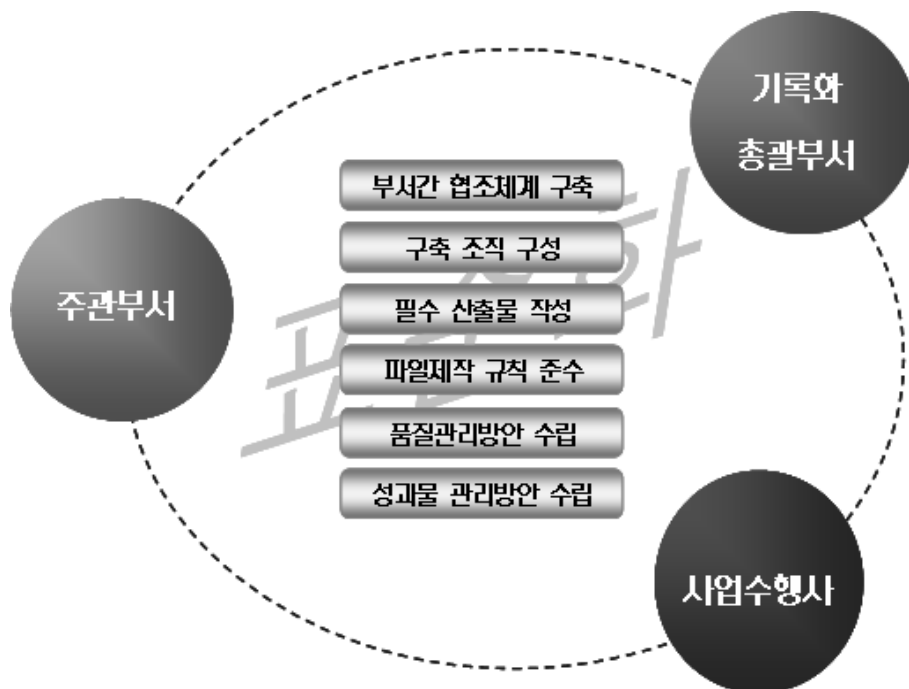 기록화
총괄부서
부서간 협조체계 구축
구축 조직 구성
주관부서
필수 산출물 작성
파일제작 규칙 준수
품질관리방안 수립
성과물 관리방안 수립
사업수행사
표준화